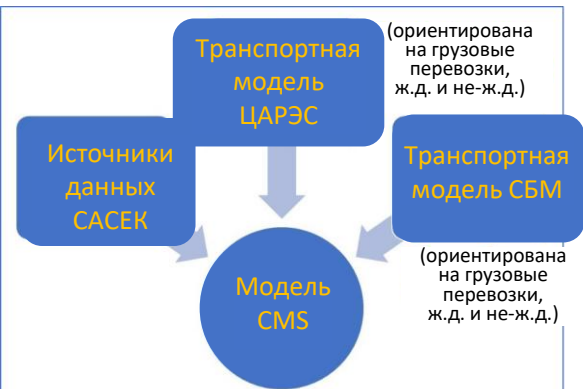 Транспортная
модель
ЦАРЭС
(ориентирована
на грузовые
перевозки,
ж.д. и не-ж.д.)
Источники
данных
САСЕК
Транспортная
модель СБМ
(ориентирована
на грузовые
перевозки,
ж.д. и не-ж.д.)
Модель
CMS